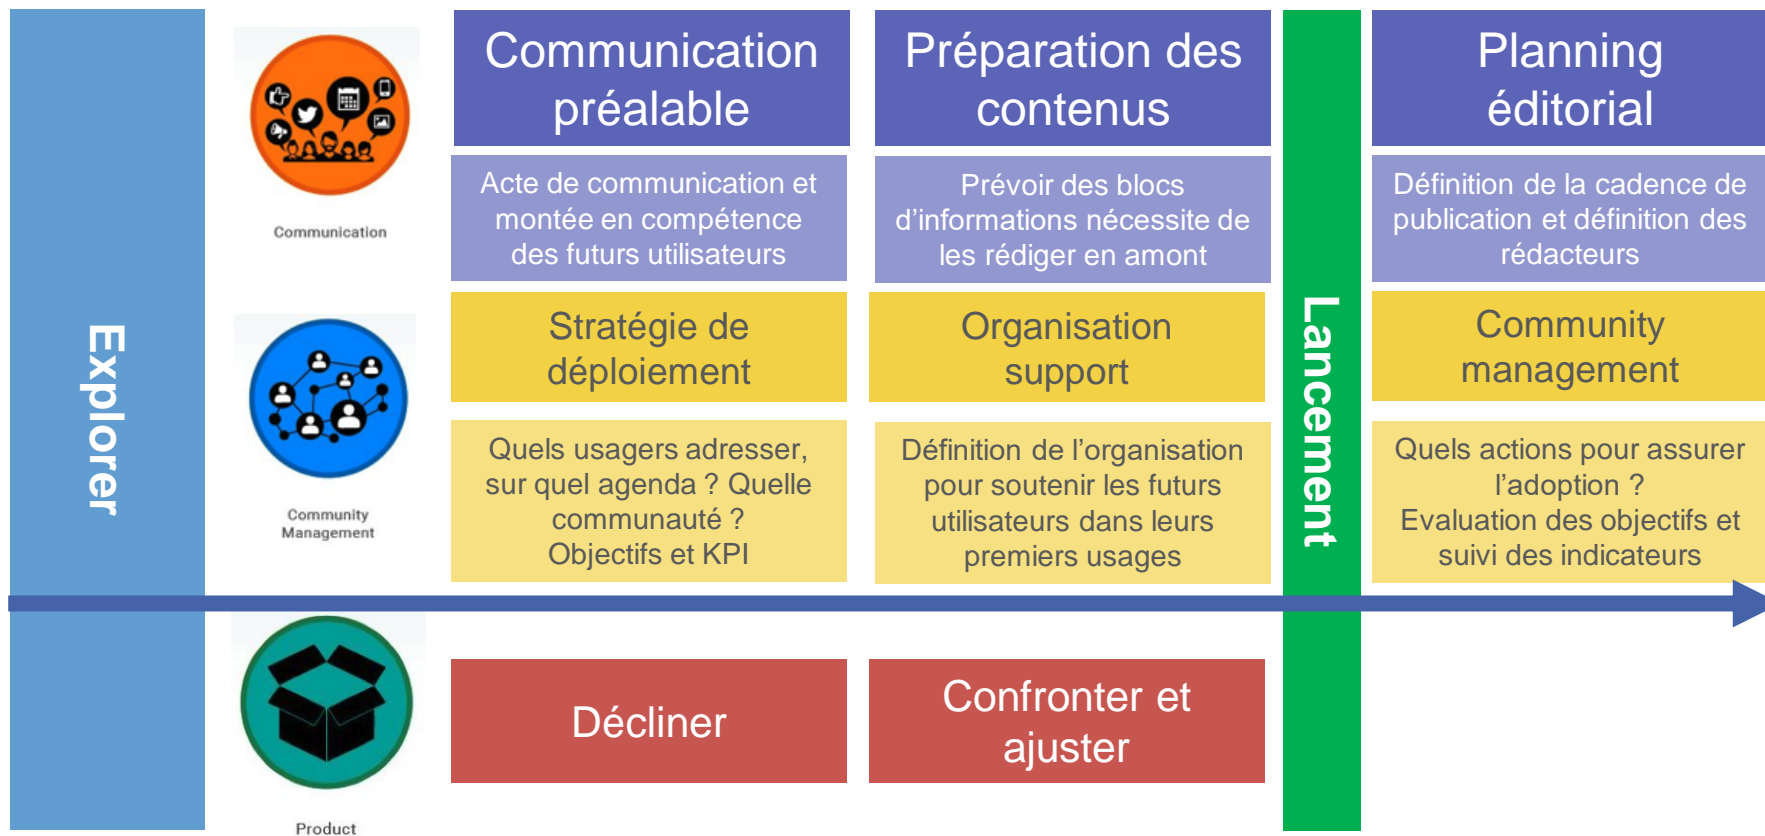 Explorer
Communication
Communication
préalable
Préparation des
contenus
Planning
éditorial
Acte de communication et
montée en compétence
des futurs utilisateurs
Prévoir des blocs
d’informations nécessite de
les rédiger en amont
Définition de la cadence de
publication et définition des
rédacteurs
Lancement
Community
Management
Stratégie de
déploiement
Organisation
support
Community
management
Quels usagers adresser,
sur quel agenda ? Quelle
communauté ?
Objectifs et KPI
Définition de l’organisation
pour soutenir les futurs
utilisateurs dans leurs
premiers usages
Quels actions pour assurer
l’adoption ?
Evaluation des objectifs et
suivi des indicateurs
Product
Décliner
Confronter et
ajuster